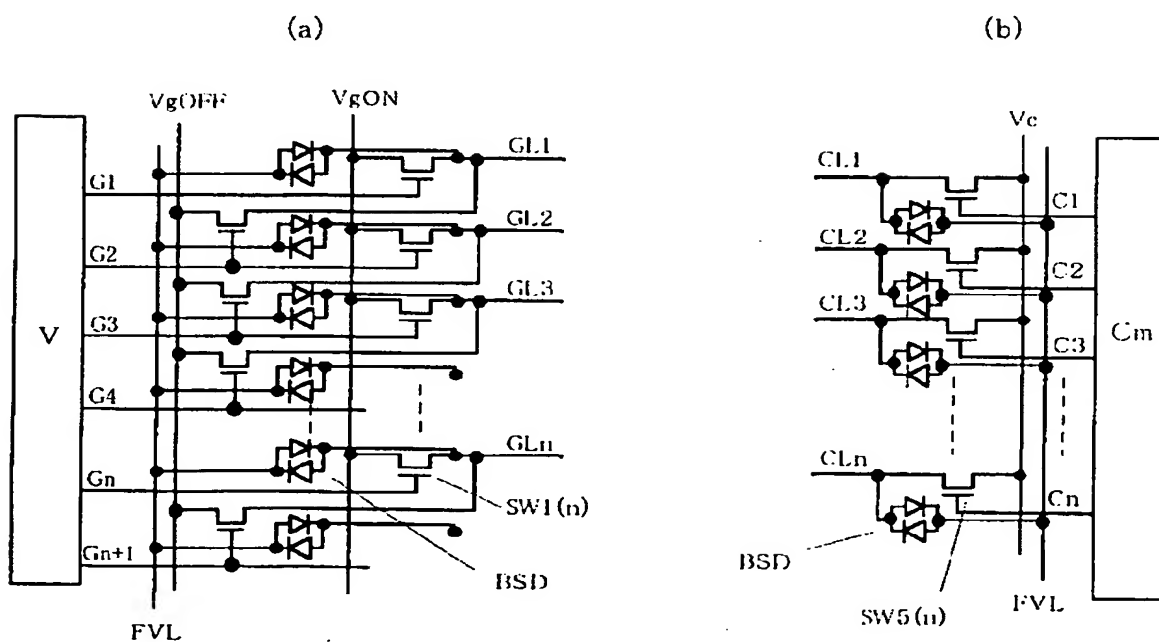 (a)
VgOFF
VgON
V
G1
GL1
G2
GL2
G3
GL3
G4
Gn
GLn
SW1(n)
Gn+1
BSD
FVL
(b)
Vc
CL1
C1
CL2
C2
CL3
C3
Cm
CLn
Cn
BSD
SW5(n)
FVL